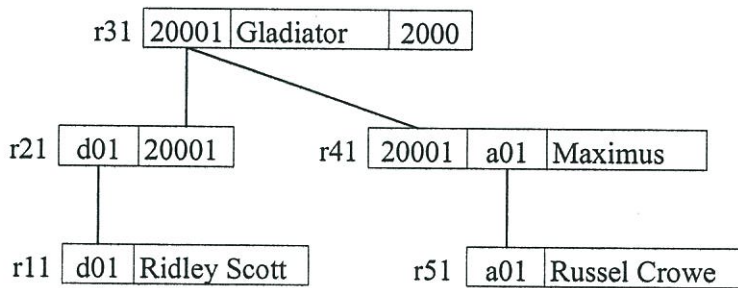 r31 20001 Gladiator 2000
r21 d01 20001 r41 20001 a01 Maximus
r11 d01 Ridley Scott r51 a01 Russel Crowe